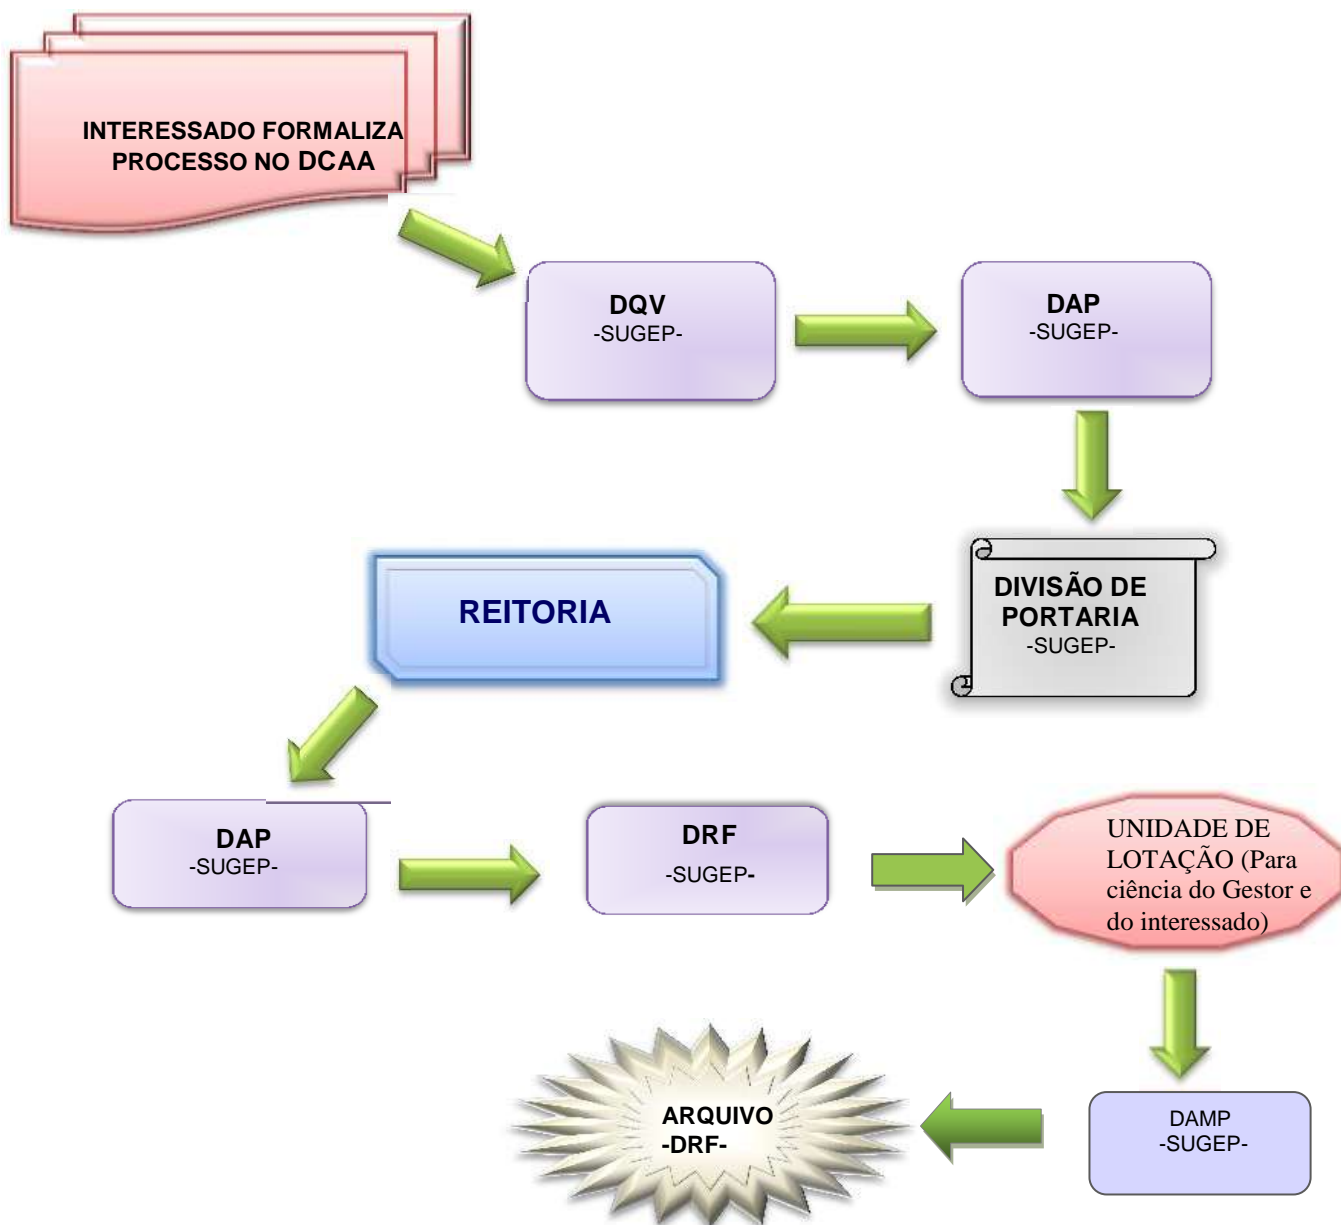 INTERESSADO FORMALIZA
PROCESSO NO DCAA
DQV
-SUGEP-
DAP
-SUGEP-
DIVISÃO DE
PORTARIA
-SUGEP-
REITORIA
DAP
-SUGEP-
DRF
-SUGEP-
UNIDADE DE
LOTAÇÃO (Para
ciência do Gestor e
do interessado)
DAMP
-SUGEP-
ARQUIVO
-DRF-